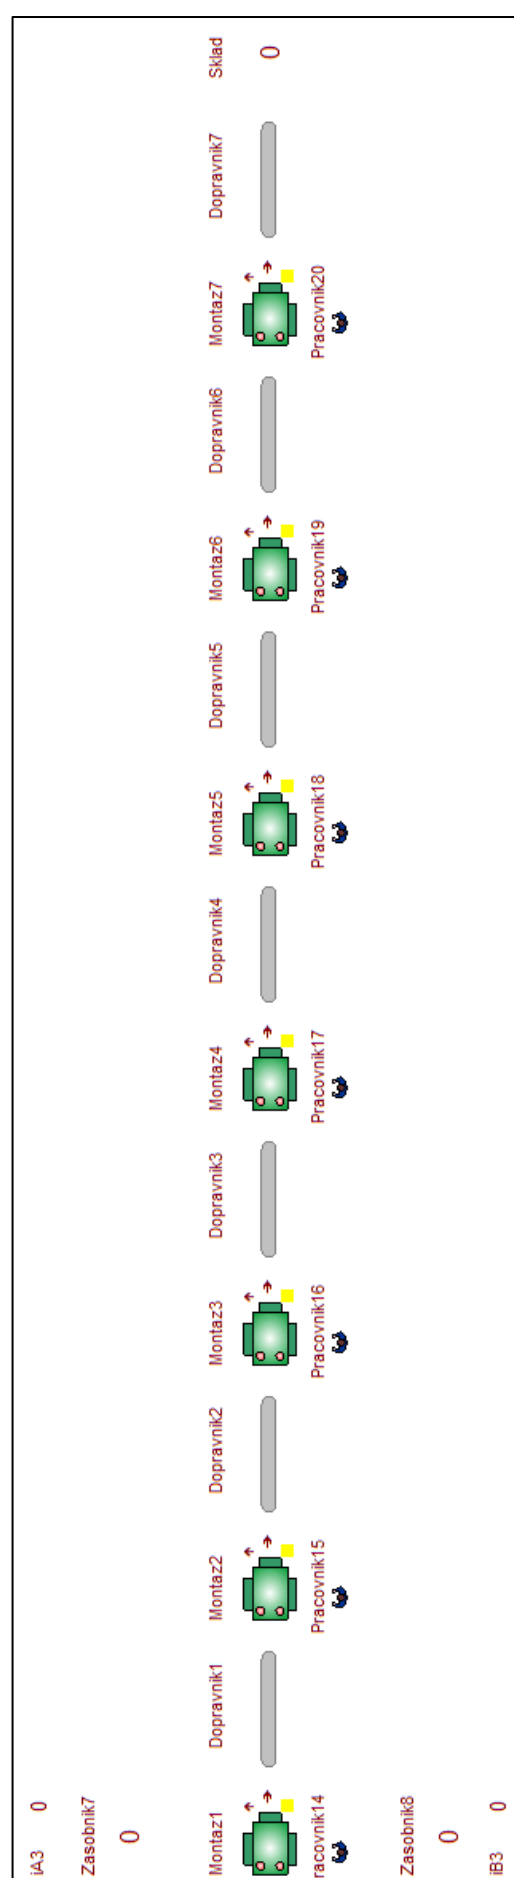 iA3 0
Zasobnik7
0
Montaz1 Dopravnik1 Montaz2 Dopravnik2 Montaz3 Dopravnik3 Montaz4 Dopravnik4 Montaz5 Dopravnik5 Montaz6 Dopravnik6 Montaz7 Dopravnik7 Sklad
0
racovnik14 Pracovnik15 Pracovnik16 Pracovnik17 Pracovnik18 Pracovnik19 Pracovnik20
Zasobnik8
0
iB3 0